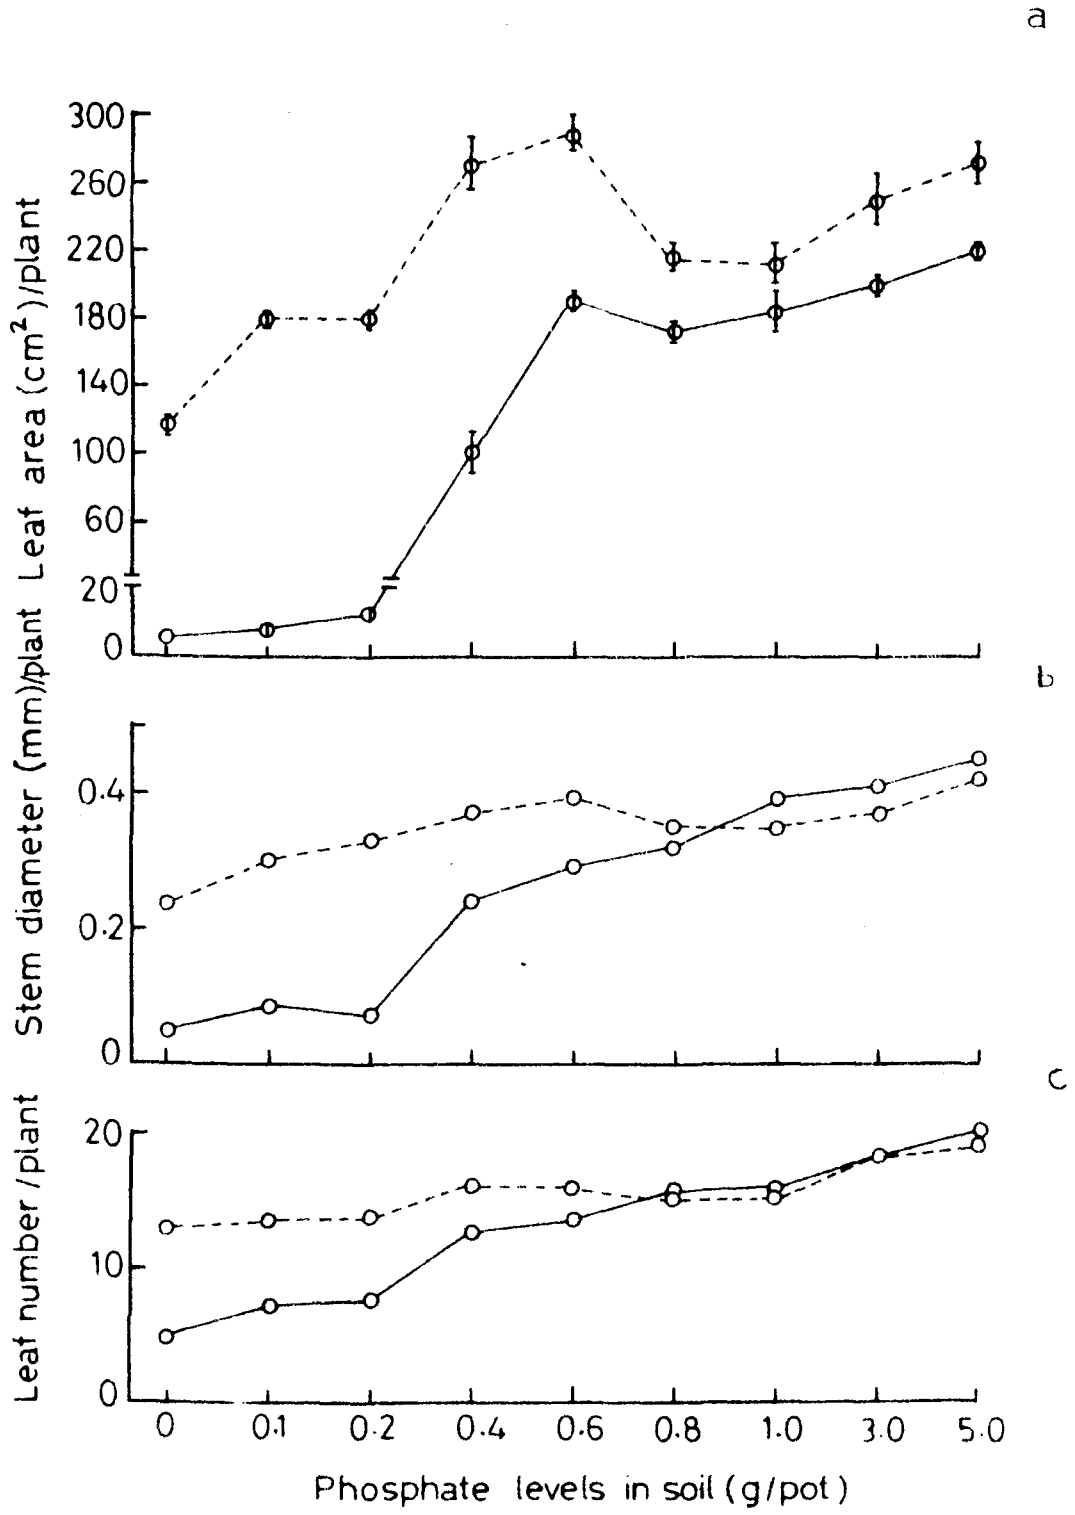 a
300
260
220
180
140
100
60
20
0
Leaf area (cm²)/plant
b
0.4
0.2
0
Stem diameter (mm)/plant
c
20
10
0
Leaf number/plant
0 0.1 0.2 0.4 0.6 0.8 1.0 3.0 5.0
Phosphate levels in soil (g/pot)